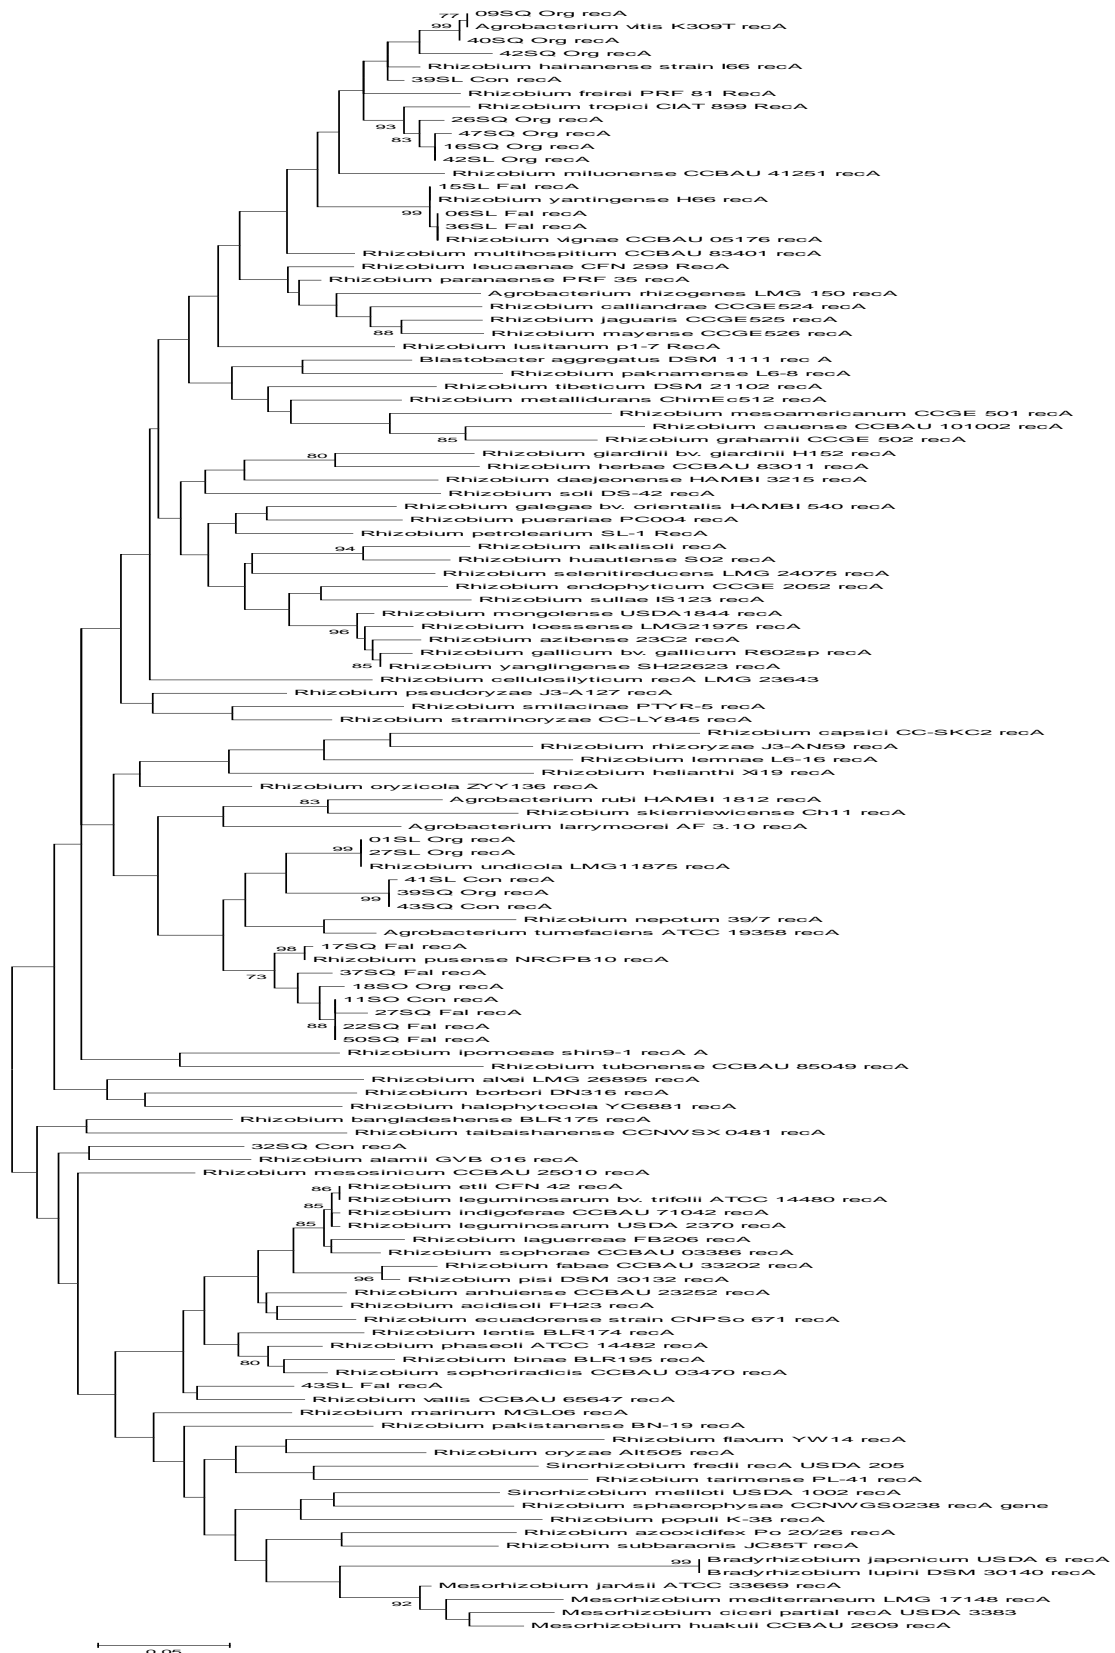 09SQ Org recA
77
Agrobacterium vitis K309T recA
99
40SQ Org recA
42SQ Org recA
Rhizobium hainanense strain I66 recA
39SL Con recA
Rhizobium freirei PRF 81 RecA
Rhizobium tropici CIAT 899 RecA
26SQ Org recA
93
47SQ Org recA
83
16SQ Org recA
42SL Org recA
Rhizobium miluonense CCBAU 41251 recA
15SL Fal recA
Rhizobium yantingense H66 recA
99
06SL Fal recA
36SL Fal recA
Rhizobium vignae CCBAU 05176 recA
Rhizobium multihospitium CCBAU 83401 recA
Rhizobium leucaenae CFN 299 RecA
Rhizobium paranaense PRF 35 recA
Agrobacterium rhizogenes LMG 150 recA
Rhizobium calliandrae CCGE524 recA
Rhizobium jaguaris CCGE525 recA
88
Rhizobium mayense CCGE526 recA
Rhizobium lusitanum p1-7 RecA
Blastobacter aggregatus DSM 1111 rec A
Rhizobium paknamense L6-8 recA
Rhizobium tibeticum DSM 21102 recA
Rhizobium metallidurans ChimEc512 recA
Rhizobium mesoamericanum CCGE 501 recA
Rhizobium cauense CCBAU 101002 recA
85
Rhizobium grahamii CCGE 502 recA
80
Rhizobium giardinii bv. giardinii H152 recA
Rhizobium herbae CCBAU 83011 recA
Rhizobium daejeonense HAMBI 3215 recA
Rhizobium soli DS-42 recA
Rhizobium galegae bv. orientalis HAMBI 540 recA
Rhizobium puerariae PC004 recA
Rhizobium petrolearium SL-1 RecA
94
Rhizobium alkalisoli recA
Rhizobium huautlense S02 recA
Rhizobium selenitireducens LMG 24075 recA
Rhizobium endophyticum CCGE 2052 recA
Rhizobium sullae IS123 recA
Rhizobium mongolense USDA1844 recA
96
Rhizobium loessense LMG21975 recA
Rhizobium azibense 23C2 recA
Rhizobium gallicum bv. gallicum R602sp recA
85
Rhizobium yanglingense SH22623 recA
Rhizobium cellulosilyticum recA LMG 23643
Rhizobium pseudoryzae J3-A127 recA
Rhizobium smilacinae PTYR-5 recA
Rhizobium straminoryzae CC-LY845 recA
Rhizobium capsici CC-SKC2 recA
Rhizobium rhizoryzae J3-AN59 recA
Rhizobium lemnae L6-16 recA
Rhizobium helianthi Xi19 recA
Rhizobium oryzicola ZYY136 recA
83
Agrobacterium rubi HAMBI 1812 recA
Rhizobium skierniewicense Ch11 recA
Agrobacterium larrymoorei AF 3.10 recA
01SL Org recA
99
27SL Org recA
Rhizobium undicola LMG11875 recA
41SL Con recA
39SQ Org recA
99
43SQ Con recA
Rhizobium nepotum 39/7 recA
Agrobacterium tumefaciens ATCC 19358 recA
98
17SQ Fal recA
Rhizobium pusense NRCPB10 recA
73
37SQ Fal recA
18SO Org recA
11SO Con recA
27SQ Fal recA
88
22SQ Fal recA
50SQ Fal recA
Rhizobium ipomoeae shin9-1 recA A
Rhizobium tubonense CCBAU 85049 recA
Rhizobium alvei LMG 26895 recA
Rhizobium borbori DN316 recA
Rhizobium halophytocola YC6881 recA
Rhizobium bangladeshense BLR175 recA
Rhizobium taibaishanense CCNWSX 0481 recA
32SQ Con recA
Rhizobium alamii GVB 016 recA
Rhizobium mesosinicum CCBAU 25010 recA
86
Rhizobium etli CFN 42 recA
Rhizobium leguminosarum bv. trifolii ATCC 14480 recA
85
Rhizobium indigoferae CCBAU 71042 recA
85
Rhizobium leguminosarum USDA 2370 recA
Rhizobium laguerreae FB206 recA
Rhizobium sophorae CCBAU 03386 recA
Rhizobium fabae CCBAU 33202 recA
96
Rhizobium pisi DSM 30132 recA
Rhizobium anhuiense CCBAU 23252 recA
Rhizobium acidisoli FH23 recA
Rhizobium ecuadorense strain CNPSo 671 recA
Rhizobium lentis BLR174 recA
Rhizobium phaseoli ATCC 14482 recA
80
Rhizobium binae BLR195 recA
Rhizobium sophoriradicis CCBAU 03470 recA
43SL Fal recA
Rhizobium vallis CCBAU 65647 recA
Rhizobium marinum MGL06 recA
Rhizobium pakistanense BN-19 recA
Rhizobium flavum YW14 recA
Rhizobium oryzae Alt505 recA
Sinorhizobium fredii recA USDA 205
Rhizobium tarimense PL-41 recA
Sinorhizobium meliloti USDA 1002 recA
Rhizobium sphaerophysae CCNWGS0238 recA gene
Rhizobium populi K-38 recA
Rhizobium azooxidifex Po 20/26 recA
Rhizobium subbaraonis JC85T recA
99
Bradyrhizobium japonicum USDA 6 recA
Bradyrhizobium lupini DSM 30140 recA
Mesorhizobium jarvisii ATCC 33669 recA
92
Mesorhizobium mediterraneum LMG 17148 recA
Mesorhizobium ciceri partial recA USDA 3383
Mesorhizobium huakuii CCBAU 2609 recA
0.05